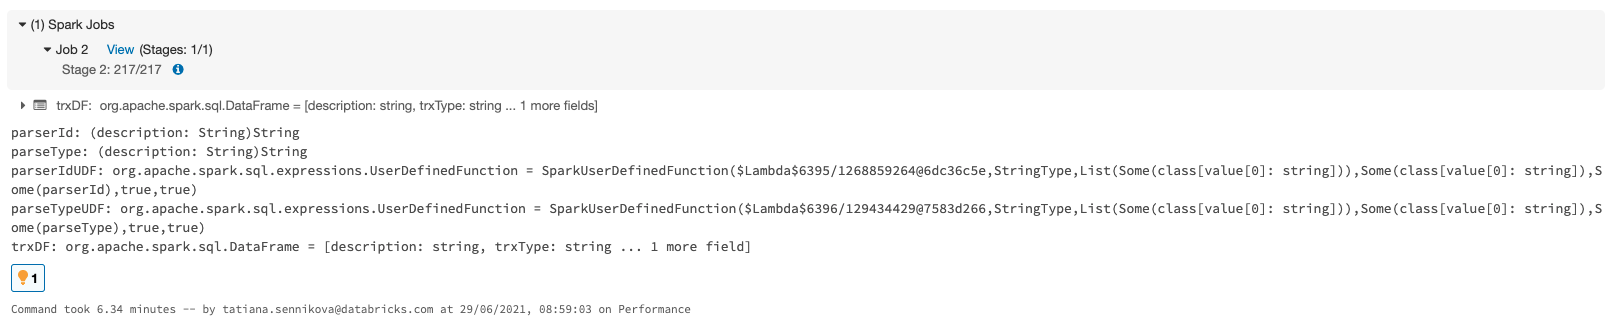 (1) Spark Jobs
Job 2 View (Stages: 1/1)
Stage 2: 217/217
trxDF: org.apache.spark.sql.DataFrame = [description: string, trxType: string ... 1 more fields]
parserId: (description: String)String
parseType: (description: String)String
parserIdUDF: org.apache.spark.sql.expressions.UserDefinedFunction = SparkUserDefinedFunction($Lambda$6395/1268859264@6dc36c5e,StringType,List(Some(class[value[0]: string])),Some(class[value[0]: string]),S
ome(parserId),true,true)
parseTypeUDF: org.apache.spark.sql.expressions.UserDefinedFunction = SparkUserDefinedFunction($Lambda$6396/129434429@7583d266,StringType,List(Some(class[value[0]: string])),Some(class[value[0]: string]),S
ome(parseType),true,true)
trxDF: org.apache.spark.sql.DataFrame = [description: string, trxType: string ... 1 more field]
1
Command took 6.34 minutes -- by tatiana.sennikova@databricks.com at 29/06/2021, 08:59:03 on Performance